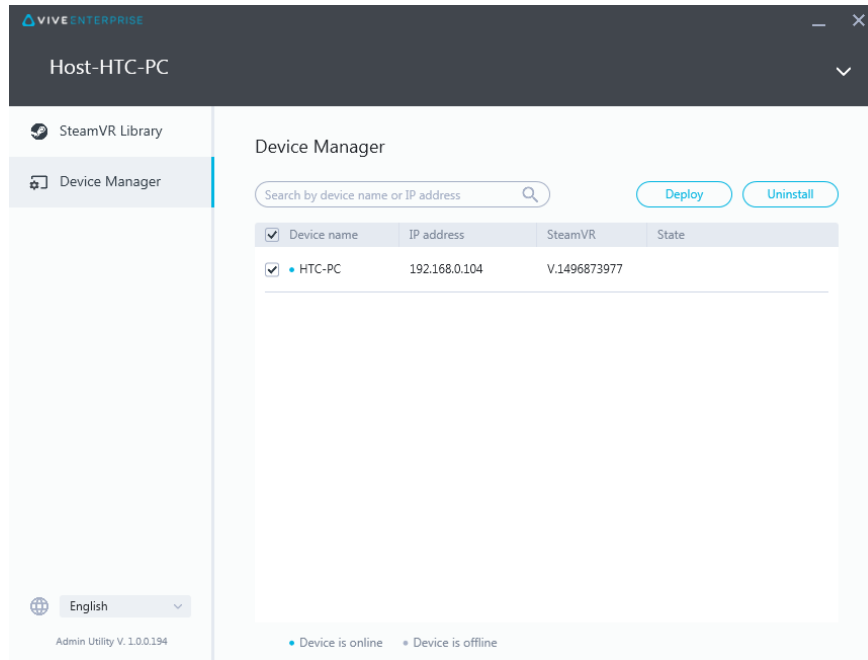 VIVE ENTERPRISE
Host-HTC-PC
SteamVR Library
Device Manager
Device Manager
Search by device name or IP address
Deploy
Uninstall
Device name IP address SteamVR State
HTC-PC 192.168.0.104 V.1496873977
English
Admin Utility V. 1.0.0.194
Device is online Device is offline